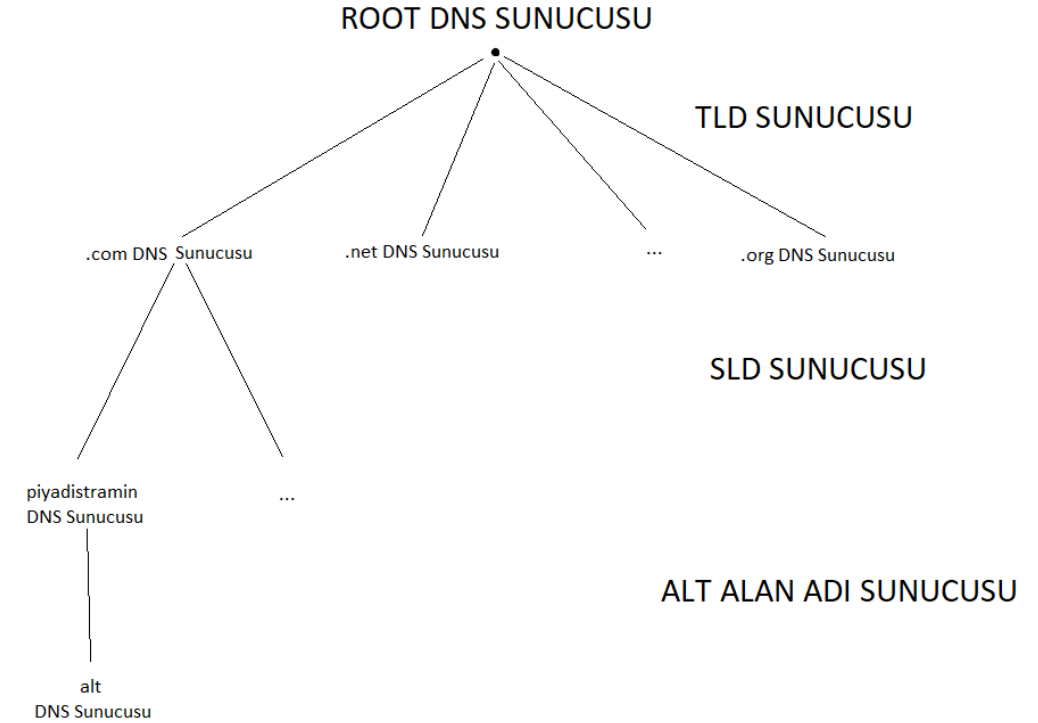 ROOT DNS SUNUCUSU
TLD SUNUCUSU
.com DNS Sunucusu
.net DNS Sunucusu
...
.org DNS Sunucusu
SLD SUNUCUSU
piyadistramin
DNS Sunucusu
...
ALT ALAN ADI SUNUCUSU
alt
DNS Sunucusu